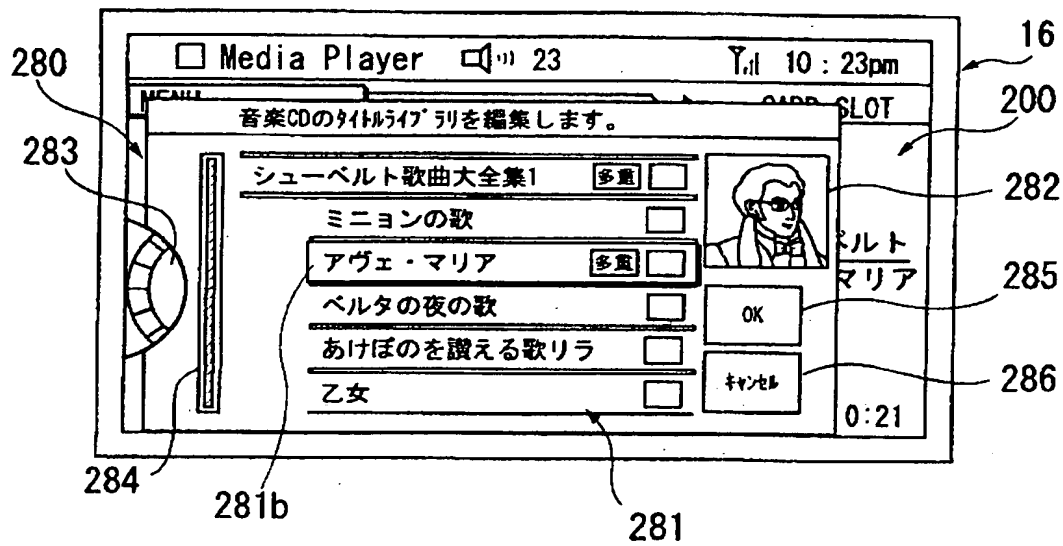 Media Player 23 10 : 23pm
MENU CARD SLOT
音楽CDのタイトルライブラリを編集します。
シューベルト歌曲大全集1 多重
ミニョンの歌
アヴェ・マリア 多重
ベルタの夜の歌
あけぼのを讃える歌リラ
乙女
OK
キャンセル
ベルト
マリア
0:21
16
200
280
283
282
285
286
284
281b
281